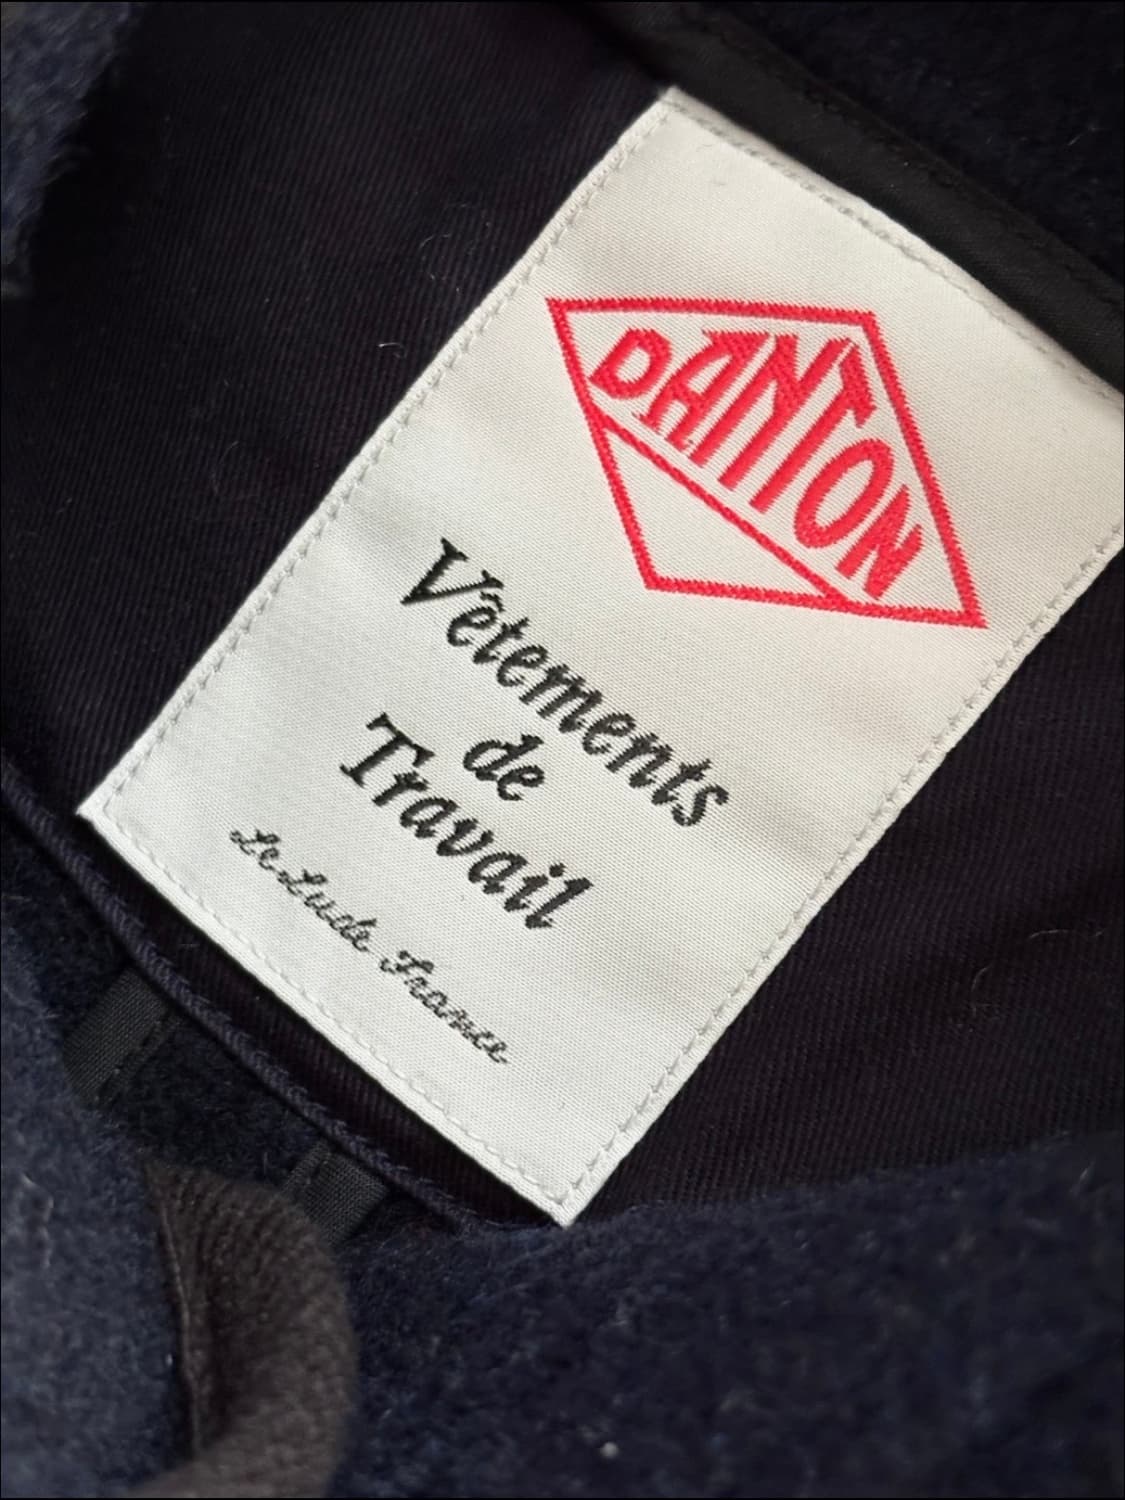 DANTON
Vêtements
de
Travail
Le Lude France